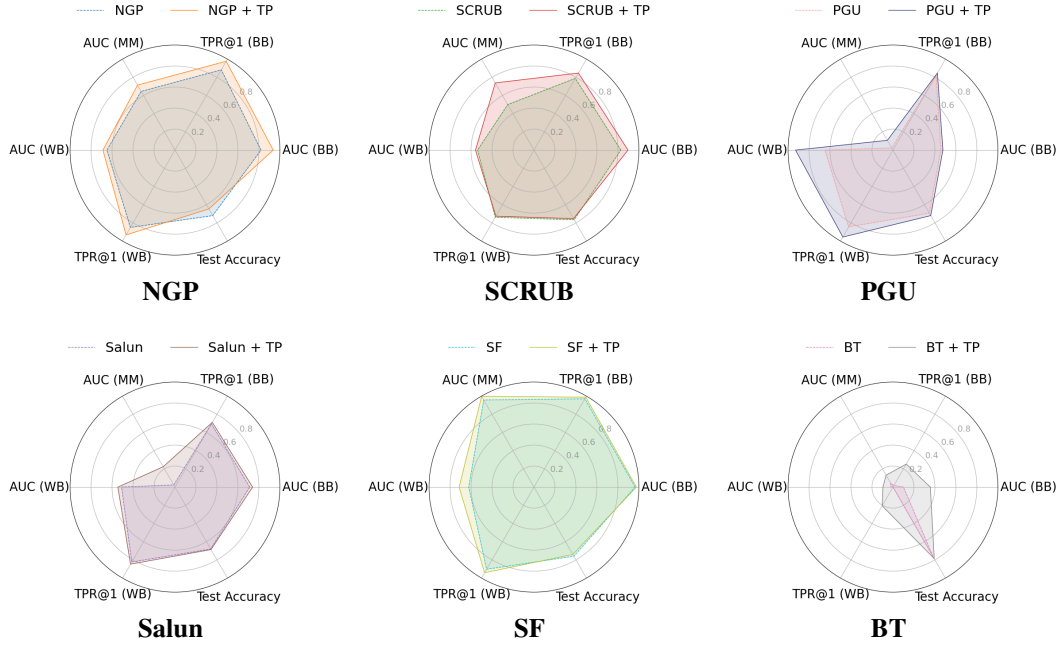 NGP NGP + TP
AUC (MM) TPR@1 (BB)
AUC (WB) 0.2 0.4 0.6 0.8 AUC (BB)
TPR@1 (WB) Test Accuracy
NGP
SCRUB SCRUB + TP
AUC (MM) TPR@1 (BB)
AUC (WB) 0.2 0.4 0.6 0.8 AUC (BB)
TPR@1 (WB) Test Accuracy
SCRUB
PGU PGU + TP
AUC (MM) TPR@1 (BB)
AUC (WB) 0.2 0.4 0.6 0.8 AUC (BB)
TPR@1 (WB) Test Accuracy
PGU
Salun Salun + TP
AUC (MM) TPR@1 (BB)
AUC (WB) 0.2 0.4 0.6 0.8 AUC (BB)
TPR@1 (WB) Test Accuracy
Salun
SF SF + TP
AUC (MM) TPR@1 (BB)
AUC (WB) 0.2 0.4 0.6 0.8 AUC (BB)
TPR@1 (WB) Test Accuracy
SF
BT BT + TP
AUC (MM) TPR@1 (BB)
AUC (WB) 0.2 0.4 0.6 0.8 AUC (BB)
TPR@1 (WB) Test Accuracy
BT